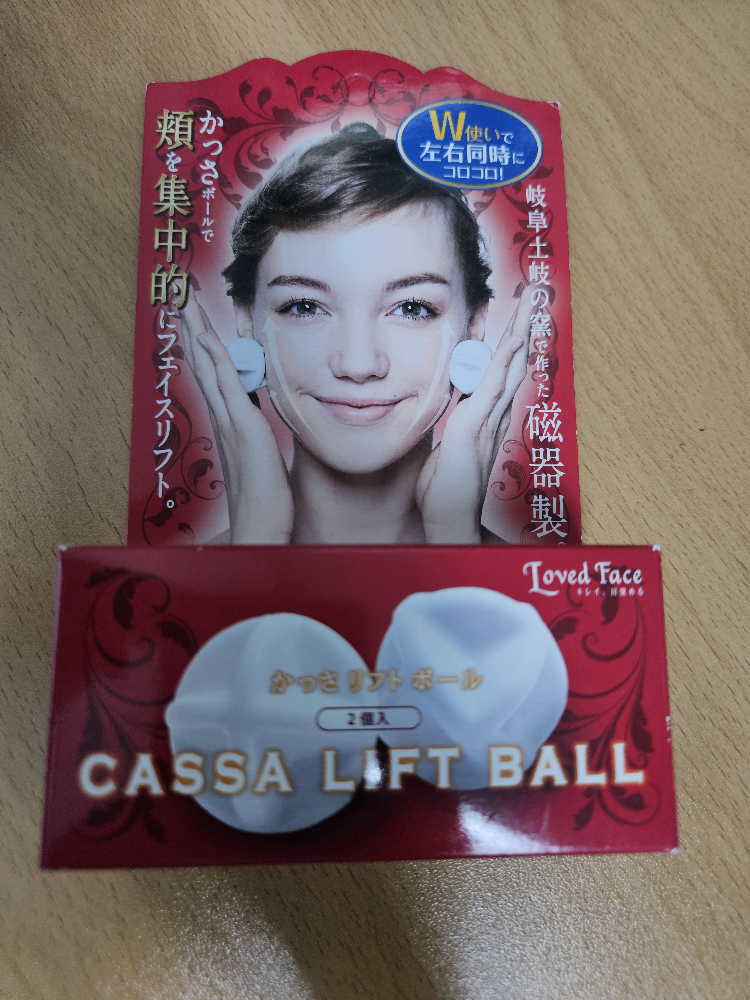 かっさボールで
頬を集中的にフェイスリフト。
W使いで
左右同時に
コロコロ!
岐阜土岐の窯で作った磁器製。
Loved Face
キレイ、目覚める
かっさ リフト ボール
2個入
CASSA LIFT BALL